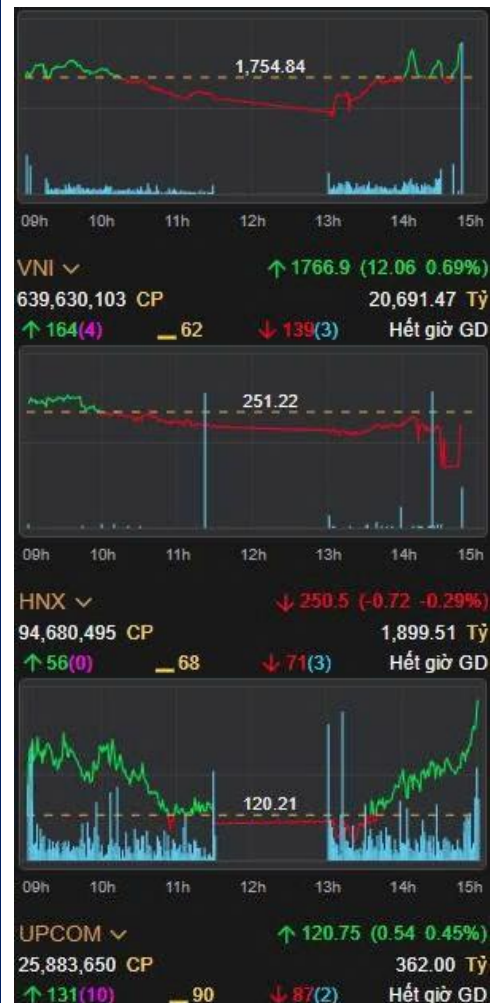 1,754.84
09h 10h 11h 12h 13h 14h 15h
VNI ↑ 1766.9 (12.06 0.69%)
639,630,103 CP 20,691.47 Tỷ
↑ 164(4) 62 ↓ 139(3) Hết giờ GD
251.22
09h 10h 11h 12h 13h 14h 15h
HNX ↓ 250.5 (-0.72 -0.29%)
94,680,495 CP 1,899.51 Tỷ
↑ 56(0) 68 ↓ 71(3) Hết giờ GD
120.21
09h 10h 11h 12h 13h 14h 15h
UPCOM ↑ 120.75 (0.54 0.45%)
25,883,650 CP 362.00 Tỷ
↑ 131(10) 90 ↓ 87(2) Hết giờ GD